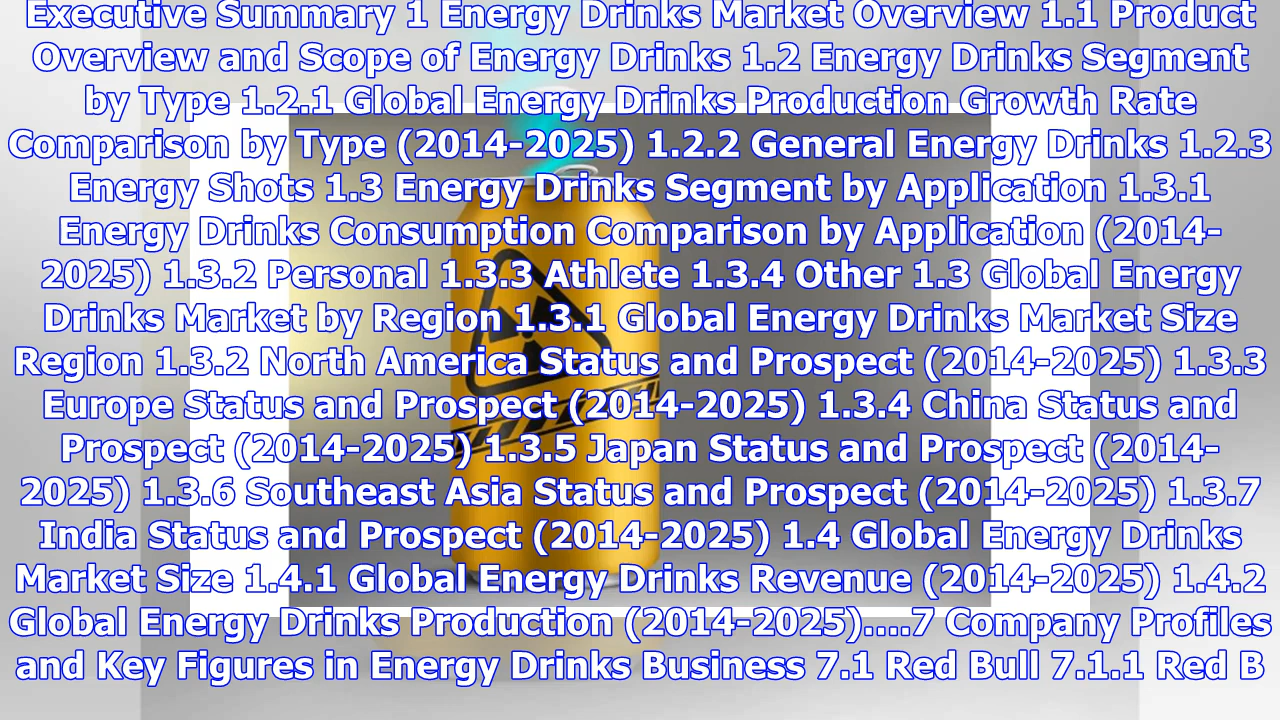 Executive Summary 1 Energy Drinks Market Overview 1.1 Product
Overview and Scope of Energy Drinks 1.2 Energy Drinks Segment
by Type 1.2.1 Global Energy Drinks Production Growth Rate
Comparison by Type (2014-2025) 1.2.2 General Energy Drinks 1.2.3
Energy Shots 1.3 Energy Drinks Segment by Application 1.3.1
Energy Drinks Consumption Comparison by Application (2014-
2025) 1.3.2 Personal 1.3.3 Athlete 1.3.4 Other 1.3 Global Energy
Drinks Market by Region 1.3.1 Global Energy Drinks Market Size
Region 1.3.2 North America Status and Prospect (2014-2025) 1.3.3
Europe Status and Prospect (2014-2025) 1.3.4 China Status and
Prospect (2014-2025) 1.3.5 Japan Status and Prospect (2014-
2025) 1.3.6 Southeast Asia Status and Prospect (2014-2025) 1.3.7
India Status and Prospect (2014-2025) 1.4 Global Energy Drinks
Market Size 1.4.1 Global Energy Drinks Revenue (2014-2025) 1.4.2
Global Energy Drinks Production (2014-2025)....7 Company Profiles
and Key Figures in Energy Drinks Business 7.1 Red Bull 7.1.1 Red B